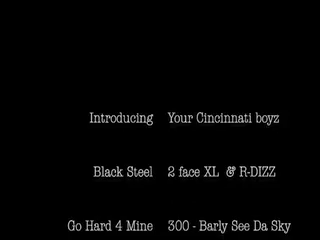 Introducing Your Cincinnati boyz
Black Steel 2 face XL & R-DIZZ
Go Hard 4 Mine 300 - Barly See Da Sky